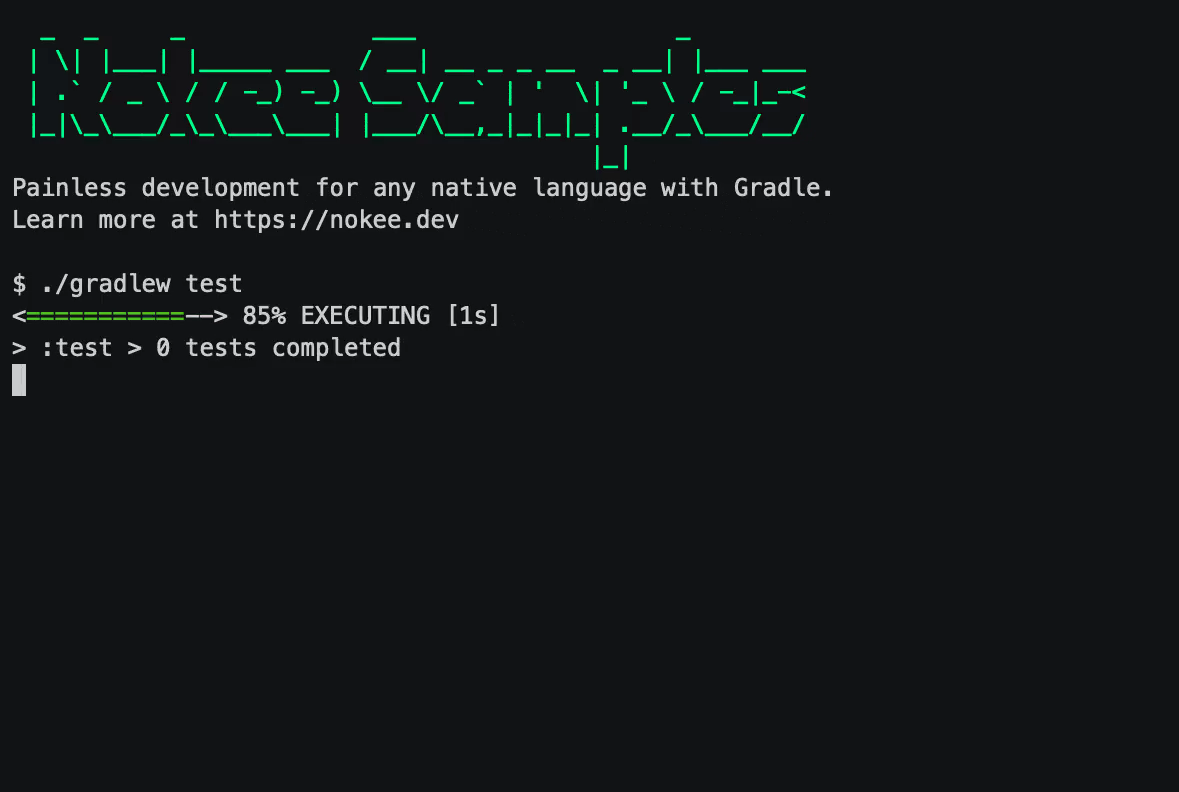 Nokee Samples
Painless development for any native language with Gradle.
Learn more at https://nokee.dev
$ ./gradlew test
<===========--> 85% EXECUTING [1s]
> :test > 0 tests completed